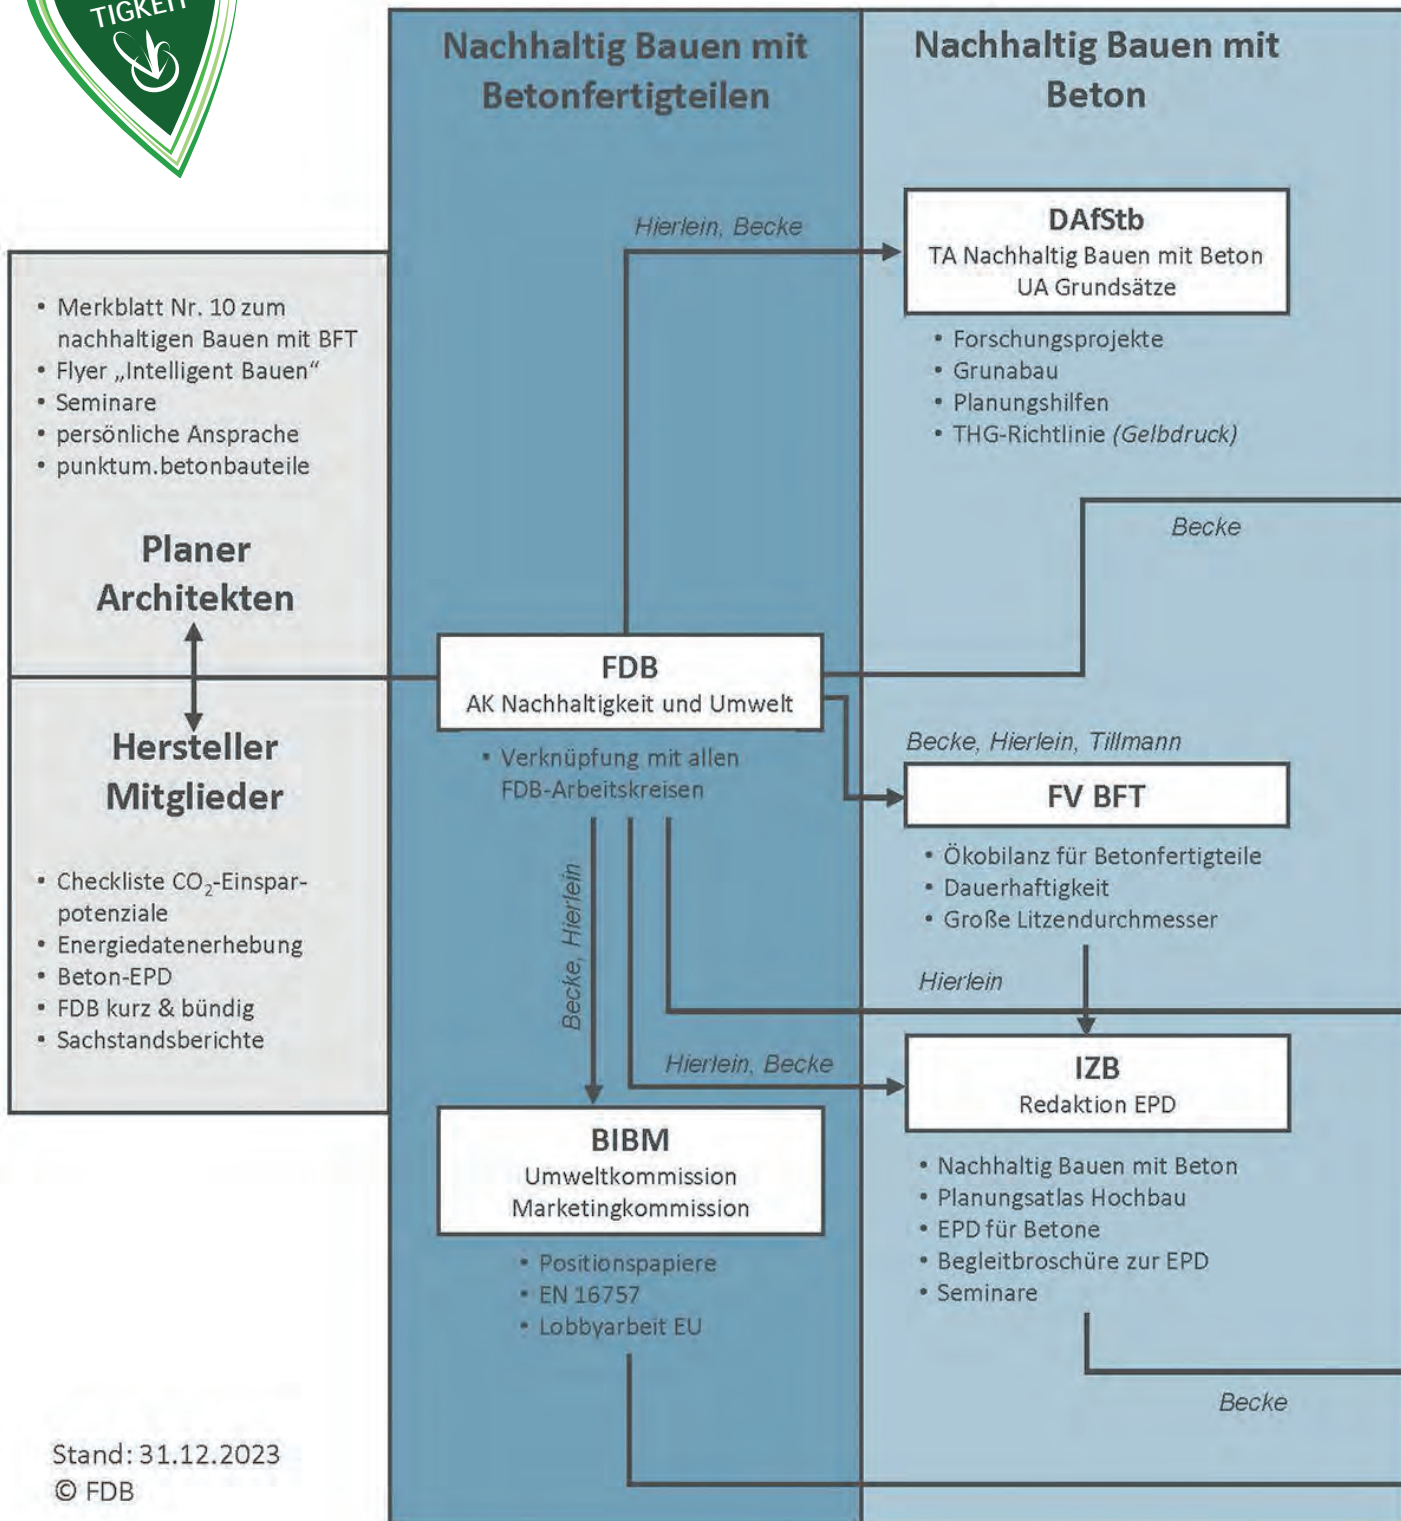 TIGKEIT
Nachhaltig Bauen mit
Betonfertigteilen
Nachhaltig Bauen mit
Beton
Hierlein, Becke
DAfStb
TA Nachhaltig Bauen mit Beton
UA Grundsätze
• Forschungsprojekte
• Grunabau
• Planungshilfen
• THG-Richtlinie (Gelbdruck)
• Merkblatt Nr. 10 zum
nachhaltigen Bauen mit BFT
• Flyer „Intelligent Bauen“
• Seminare
• persönliche Ansprache
• punktum.betonbauteile
Planer
Architekten
Becke
FDB
AK Nachhaltigkeit und Umwelt
• Verknüpfung mit allen
FDB-Arbeitskreisen
Hersteller
Mitglieder
• Checkliste CO₂-Einspar-
potenziale
• Energiedatenerhebung
• Beton-EPD
• FDB kurz & bündig
• Sachstandsberichte
Becke, Hierlein, Tillmann
FV BFT
• Ökobilanz für Betonfertigteile
• Dauerhaftigkeit
• Große Litzendurchmesser
Becke, Hierlein
Hierlein
Hierlein, Becke
IZB
Redaktion EPD
• Nachhaltig Bauen mit Beton
• Planungsatlas Hochbau
• EPD für Betone
• Begleitbroschüre zur EPD
• Seminare
BIBM
Umweltkommission
Marketingkommission
• Positionspapiere
• EN 16757
• Lobbyarbeit EU
Becke
Stand: 31.12.2023
© FDB